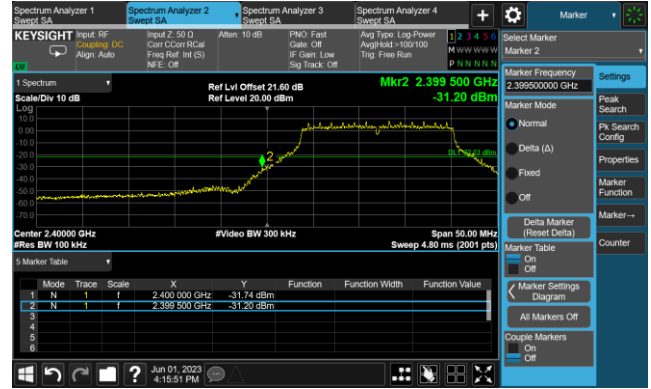 Spectrum Analyzer 1
Swept SA
Spectrum Analyzer 2
Swept SA
Spectrum Analyzer 3
Swept SA
Spectrum Analyzer 4
Swept SA
+
Marker
KEYSIGHT
Input: RF
Coupling: DC
Align: Auto
Input Z: 50 Ω
Corr CCorr RCal
Freq Ref: Int (S)
NFE: Off
Atten: 10 dB
PNO: Fast
Gate: Off
IF Gain: Low
Sig Track: Off
Avg Type: Log-Power
Avg|Hold:>100/100
Trig: Free Run
1 2 3 4 5 6
M W W W W W
P N N N N N
LXI
Select Marker
Marker 2
1 Spectrum
Scale/Div 10 dB
Ref Lvl Offset 21.60 dB
Ref Level 20.00 dBm
Mkr2 2.399 500 GHz
-31.20 dBm
Log
10.0
0.00
-10.0
-20.0
-30.0
-40.0
-50.0
-60.0
-70.0
2
Center 2.40000 GHz
#Res BW 100 kHz
#Video BW 300 kHz
Span 50.00 MHz
Sweep 4.80 ms (2001 pts)
5 Marker Table
Mode Trace Scale X Y Function Function Width Function Value
1 N 1 f 2.400 000 GHz -31.74 dBm
2 N 1 f 2.399 500 GHz -31.20 dBm
3
4
5
6
Marker Frequency
2.399500000 GHz
Marker Mode
Normal
Delta (Δ)
Fixed
Off
Delta Marker
(Reset Delta)
Marker Table
On
Off
Marker Settings
Diagram
All Markers Off
Couple Markers
On
Off
Settings
Peak
Search
Pk Search
Config
Properties
Marker
Function
Marker→
Counter
?
Jun 01, 2023
4:15:51 PM